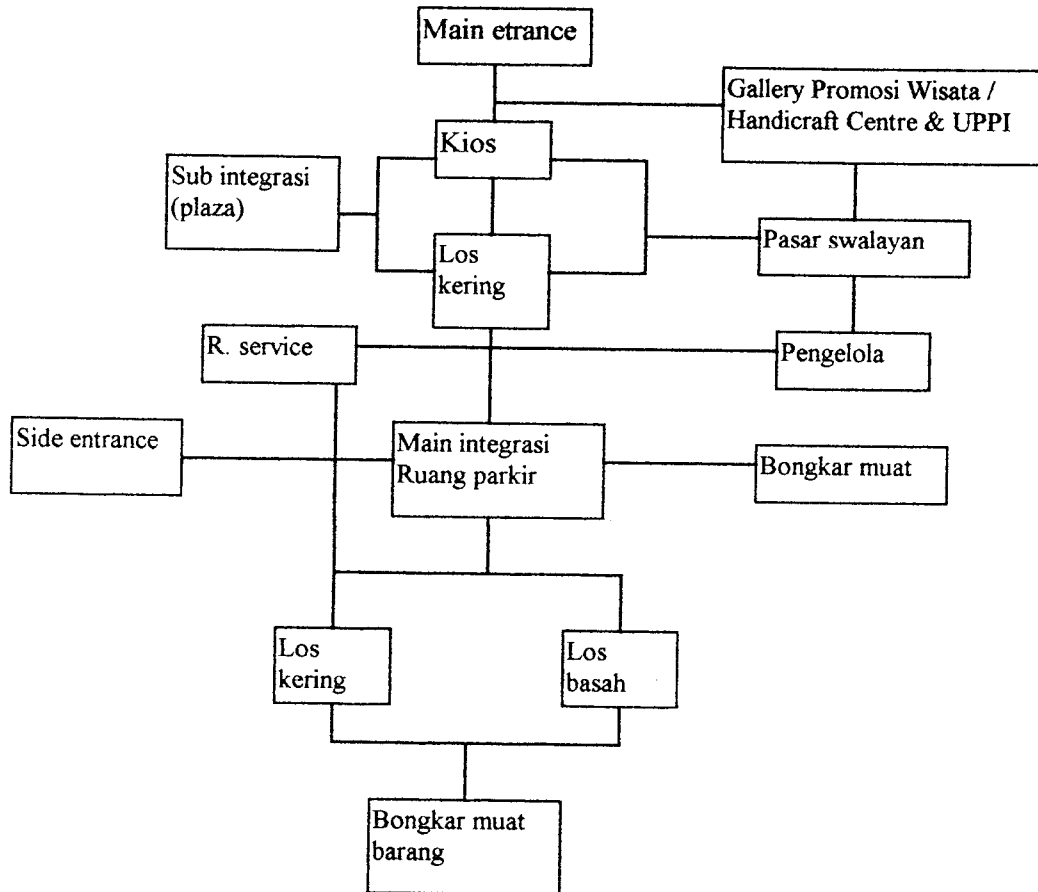 Main etrance
Gallery Promosi Wisata /
Handicraft Centre & UPPI
Kios
Sub integrasi
(plaza)
Pasar swalayan
Los
kering
R. service
Pengelola
Side entrance
Main integrasi
Ruang parkir
Bongkar muat
Los
kering
Los
basah
Bongkar muat
barang